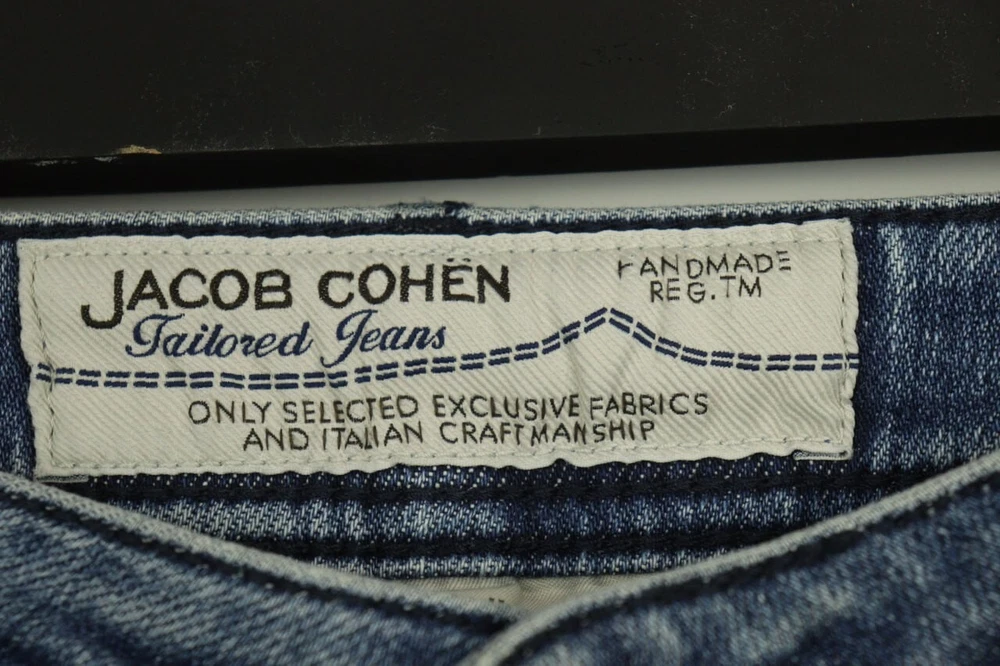 JACOB COHËN
Tailored Jeans
HANDMADE
REG.TM
ONLY SELECTED EXCLUSIVE FABRICS
AND ITALIAN CRAFTMANSHIP